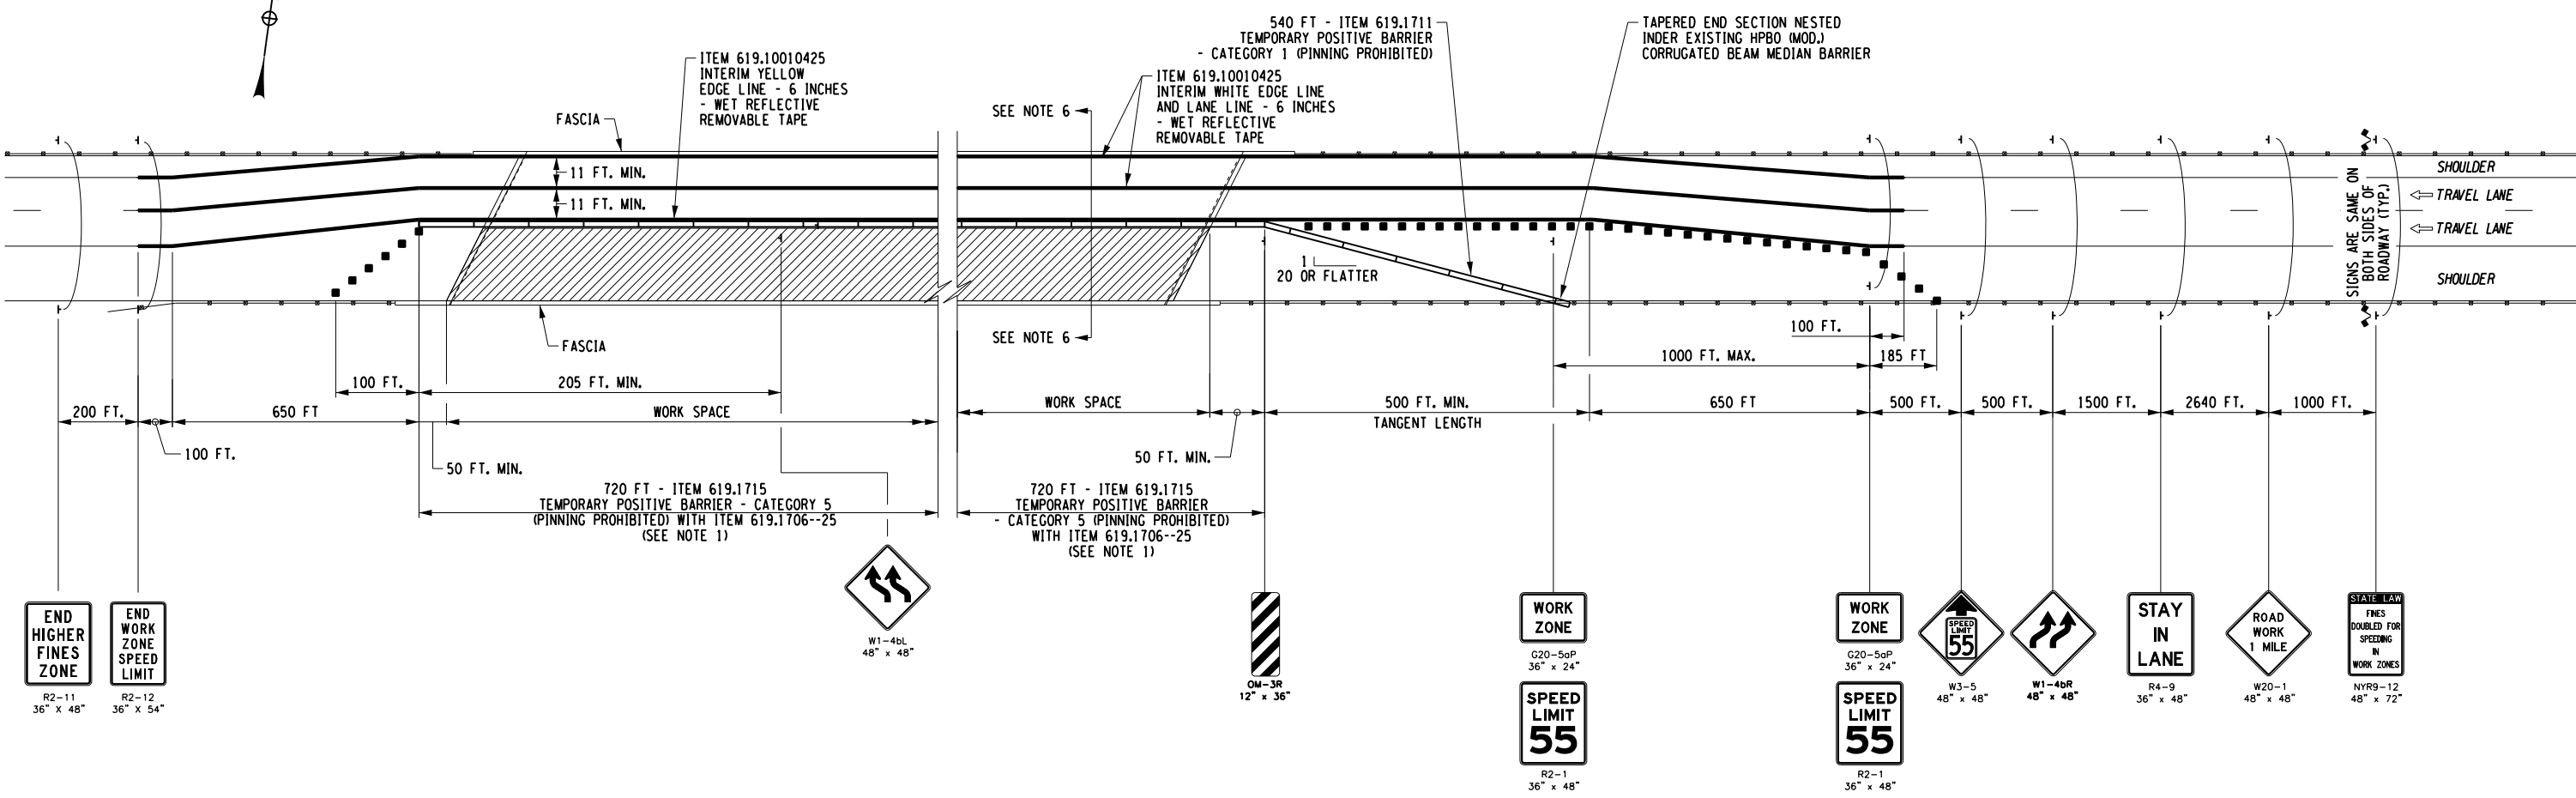 540 FT - ITEM 619.1711
TEMPORARY POSITIVE BARRIER
- CATEGORY 1 (PINNING PROHIBITED)
TAPERED END SECTION NESTED
INDER EXISTING HPBO (MOD.)
CORRUGATED BEAM MEDIAN BARRIER
ITEM 619.10010425
INTERIM YELLOW
EDGE LINE - 6 INCHES
- WET REFLECTIVE
REMOVABLE TAPE
ITEM 619.10010425
INTERIM WHITE EDGE LINE
AND LANE LINE - 6 INCHES
- WET REFLECTIVE
REMOVABLE TAPE
FASCIA
SEE NOTE 6
11 FT. MIN.
11 FT. MIN.
SHOULDER
TRAVEL LANE
TRAVEL LANE
SHOULDER
SIGNS ARE SAME ON
BOTH SIDES OF
ROADWAY (TYP.)
1
20 OR FLATTER
FASCIA
SEE NOTE 6
100 FT.
1000 FT. MAX.
185 FT
100 FT.
205 FT. MIN.
200 FT.
650 FT
WORK SPACE
WORK SPACE
500 FT. MIN.
TANGENT LENGTH
650 FT
500 FT.
500 FT.
1500 FT.
2640 FT.
1000 FT.
100 FT.
50 FT. MIN.
50 FT. MIN.
720 FT - ITEM 619.1715
TEMPORARY POSITIVE BARRIER - CATEGORY 5
(PINNING PROHIBITED) WITH ITEM 619.1706--25
(SEE NOTE 1)
720 FT - ITEM 619.1715
TEMPORARY POSITIVE BARRIER
- CATEGORY 5 (PINNING PROHIBITED)
WITH ITEM 619.1706--25
(SEE NOTE 1)
END
HIGHER
FINES
ZONE
R2-11
36" X 48"
END
WORK
ZONE
SPEED
LIMIT
R2-12
36" X 54"
W1-4bL
48" x 48"
OM-3R
12" x 36"
WORK
ZONE
G20-5aP
36" x 24"
SPEED
LIMIT
55
R2-1
36" x 48"
WORK
ZONE
G20-5aP
36" x 24"
SPEED
LIMIT
55
R2-1
36" x 48"
SPEED
LIMIT
55
W3-5
48" x 48"
W1-4bR
48" x 48"
STAY
IN
LANE
R4-9
36" x 48"
ROAD
WORK
1 MILE
W20-1
48" x 48"
STATE LAW
FINES
DOUBLED FOR
SPEEDING
IN
WORK ZONES
NYR9-12
48" x 72"